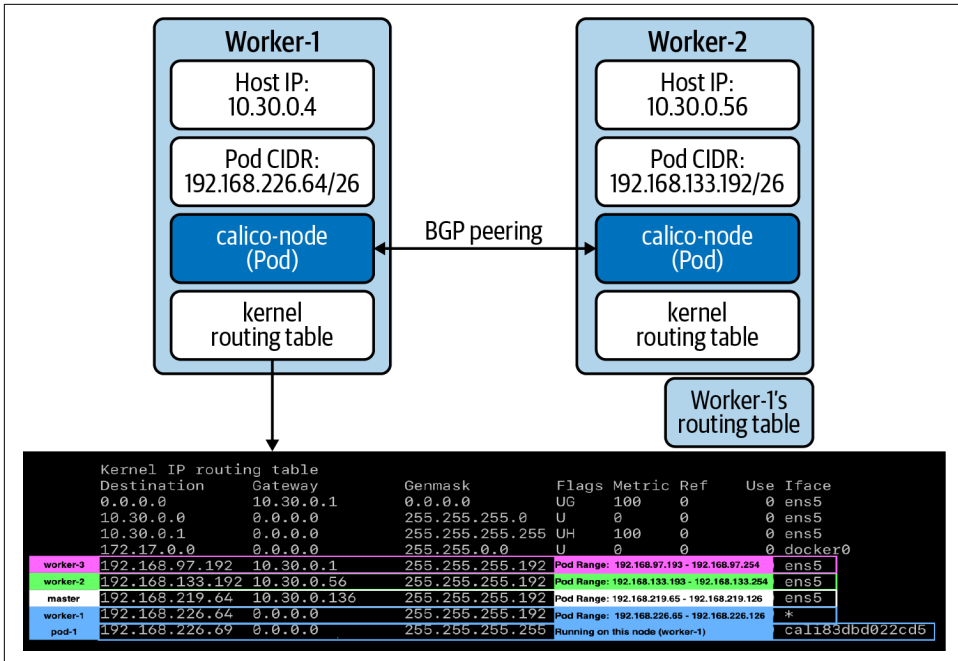 Worker-1
Host IP:
10.30.0.4
Pod CIDR:
192.168.226.64/26
calico-node
(Pod)
kernel
routing table
BGP peering
Worker-2
Host IP:
10.30.0.56
Pod CIDR:
192.168.133.192/26
calico-node
(Pod)
kernel
routing table
Worker-1's
routing table
Kernel IP routing table
Destination Gateway Genmask Flags Metric Ref Use Iface
0.0.0.0 10.30.0.1 0.0.0.0 UG 100 0 0 ens5
10.30.0.0 0.0.0.0 255.255.255.0 U 0 0 0 ens5
10.30.0.1 0.0.0.0 255.255.255.255 UH 100 0 0 ens5
172.17.0.0 0.0.0.0 255.255.0.0 U 0 0 0 docker0
worker-3 192.168.97.192 10.30.0.1 255.255.255.192 Pod Range: 192.168.97.193 - 192.168.97.254 ens5
worker-2 192.168.133.192 10.30.0.56 255.255.255.192 Pod Range: 192.168.133.193 - 192.168.133.254 ens5
master 192.168.219.64 10.30.0.136 255.255.255.192 Pod Range: 192.168.219.65 - 192.168.219.126 ens5
worker-1 192.168.226.64 0.0.0.0 255.255.255.192 Pod Range: 192.168.226.65 - 192.168.226.126 *
pod-1 192.168.226.69 0.0.0.0 255.255.255.255 Running on this node (worker-1) cali83dbd022cd5